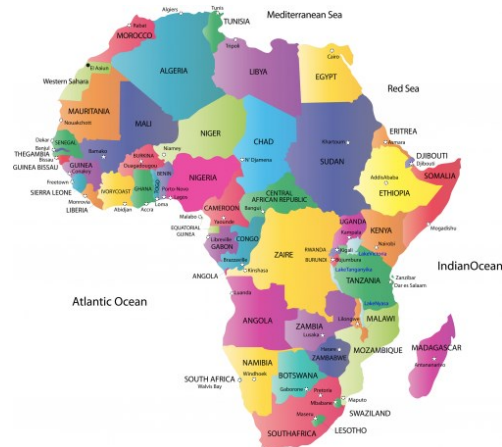 Mediterranean Sea
Algiers
Tunis
TUNISIA
Rabat
MOROCCO
Tripoli
Cairo
El Aaiun
Western Sahara
ALGERIA
LIBYA
EGYPT
Red Sea
MAURITANIA
Nouakchott
MALI
NIGER
CHAD
SUDAN
Khartoum
ERITREA
Asmara
Dakar
SENEGAL
Banjul
THEGAMBIA
Bissau
GUINEA BISSAU
Bamako
Niamey
BURKINA
Ouagadougou
N'Djamena
DJIBOUTI
Djibouti
SOMALIA
GUINEA
Conakry
Freetown
SIERRA LEONE
Monrovia
LIBERIA
IVORYCOAST
Abidjan
GHANA
Accra
BENIN
Porto-Novo
Loma
Lagos
NIGERIA
AddisAbaba
ETHIOPIA
CENTRAL
AFRICAN REPUBLIC
Bangui
CAMEROON
Yaounde
Malabo
EQUATORIAL
GUINEA
Libreville
GABON
CONGO
Brazzaville
Kinshasa
ZAIRE
UGANDA
Kampala
KENYA
Nairobi
Mogadishu
RWANDA
Kigali
LakeVictoria
BURUNDI
Bujumbura
LakeTanganyika
TANZANIA
Zanzibar
Dar es Salaam
IndianOcean
Atlantic Ocean
ANGOLA
Luanda
ANGOLA
LakeNyasa
MALAWI
Lilongwe
ZAMBIA
Lusaka
Harare
ZIMBABWE
MOZAMBIQUE
MADAGASCAR
Antananarivo
NAMIBIA
Windhoek
SOUTH AFRICA
Walvis Bay
BOTSWANA
Gaborone
Pretoria
Maputo
Mbabane
SWAZILAND
Maseru
LESOTHO
SOUTHAFRICA